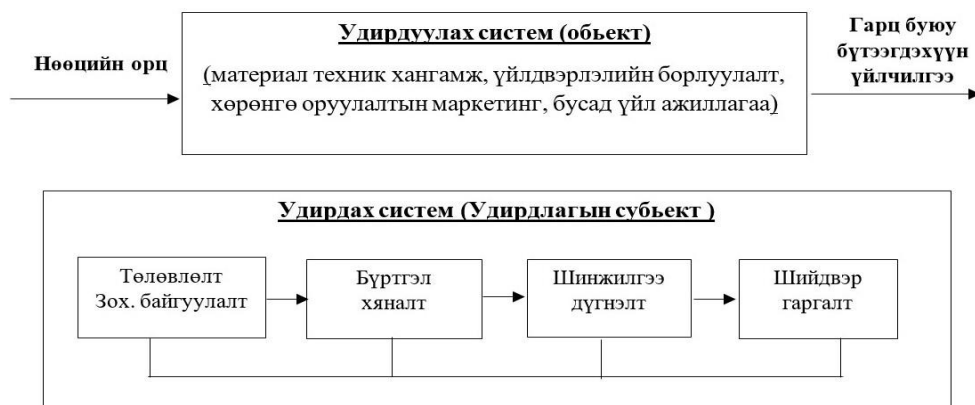 Нөөцийн орц
Удирдуулах систем (обьект)
(материал техник хангамж, үйлдвэрлэлийн борлуулалт,
хөрөнгө оруулалтын маркетинг, бусад үйл ажиллагаа)
Гарц буюу
бүтээгдэхүүн
үйлчилгээ
Удирдах систем (Удирдлагын субьект )
Төлөвлөлт
Зох. байгуулалт
Бүртгэл
хяналт
Шинжилгээ
дүгнэлт
Шийдвэр
гаргалт